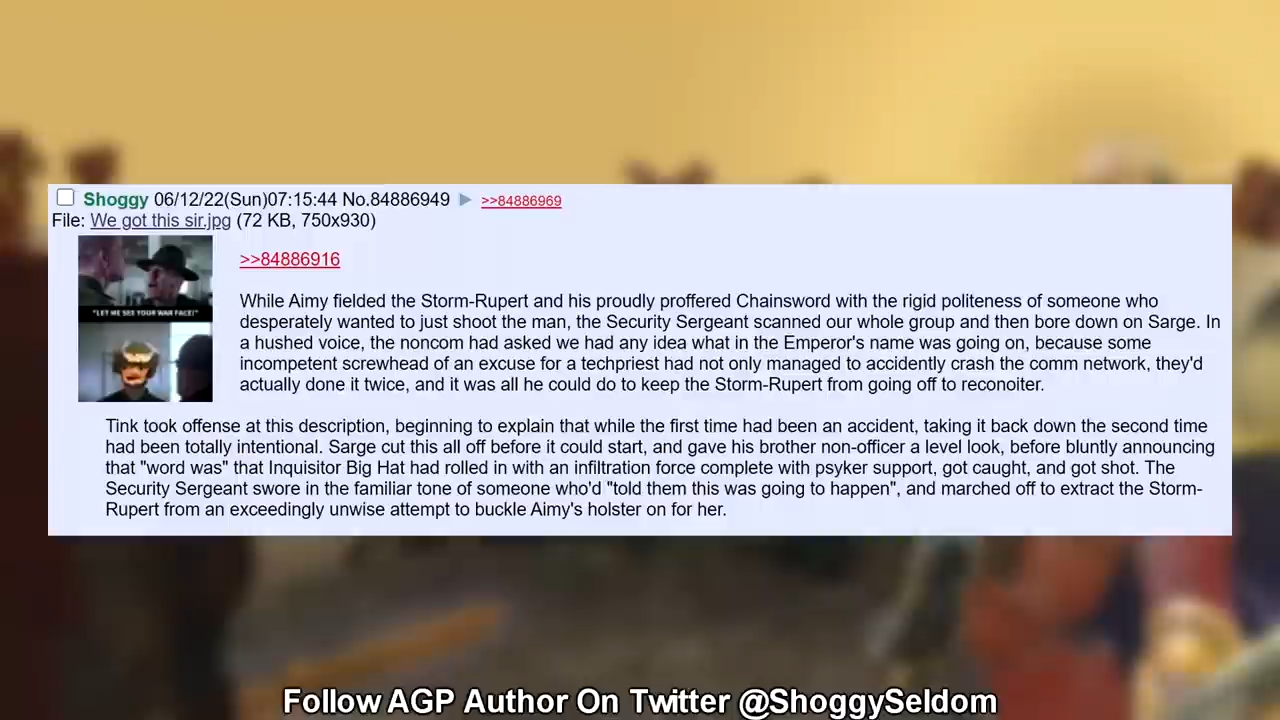 Shoggy 06/12/22(Sun)07:15:44 No.84886949 ▶ >>84886969
File: We got this sir.jpg (72 KB, 750x930)
"LET ME SEE YOUR WAR FACE!"
>>84886916
While Aimy fielded the Storm-Rupert and his proudly proffered Chainsword with the rigid politeness of someone who
desperately wanted to just shoot the man, the Security Sergeant scanned our whole group and then bore down on Sarge. In
a hushed voice, the noncom had asked we had any idea what in the Emperor's name was going on, because some
incompetent screwhead of an excuse for a techpriest had not only managed to accidently crash the comm network, they'd
actually done it twice, and it was all he could do to keep the Storm-Rupert from going off to reconoiter.
Tink took offense at this description, beginning to explain that while the first time had been an accident, taking it back down the second time
had been totally intentional. Sarge cut this all off before it could start, and gave his brother non-officer a level look, before bluntly announcing
that "word was" that Inquisitor Big Hat had rolled in with an infiltration force complete with psyker support, got caught, and got shot. The
Security Sergeant swore in the familiar tone of someone who'd "told them this was going to happen", and marched off to extract the Storm-
Rupert from an exceedingly unwise attempt to buckle Aimy's holster on for her.
Follow AGP Author On Twitter @ShoggySeldom